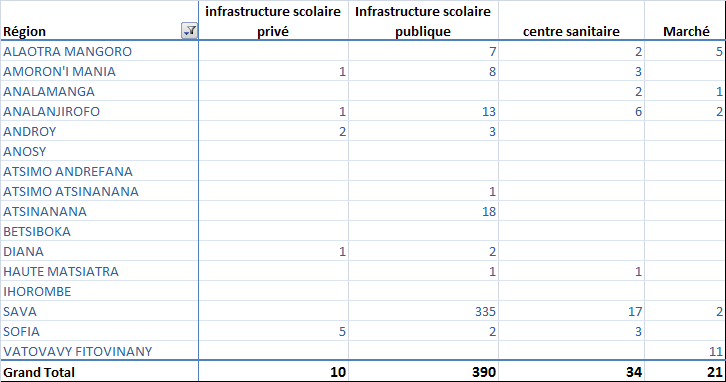 infrastructure scolaire Infrastructure scolaire
Région privé publique centre sanitaire Marché
ALAOTRA MANGORO 7 2 5
AMORON'I MANIA 1 8 3
ANALAMANGA 2 1
ANALANJIROFO 1 13 6 2
ANDROY 2 3
ANOSY
ATSIMO ANDREFANA
ATSIMO ATSINANANA 1
ATSINANANA 18
BETSIBOKA
DIANA 1 2
HAUTE MATSIATRA 1 1
IHOROMBE
SAVA 335 17 2
SOFIA 5 2 3
VATOVAVY FITOVINANY 11
Grand Total 10 390 34 21